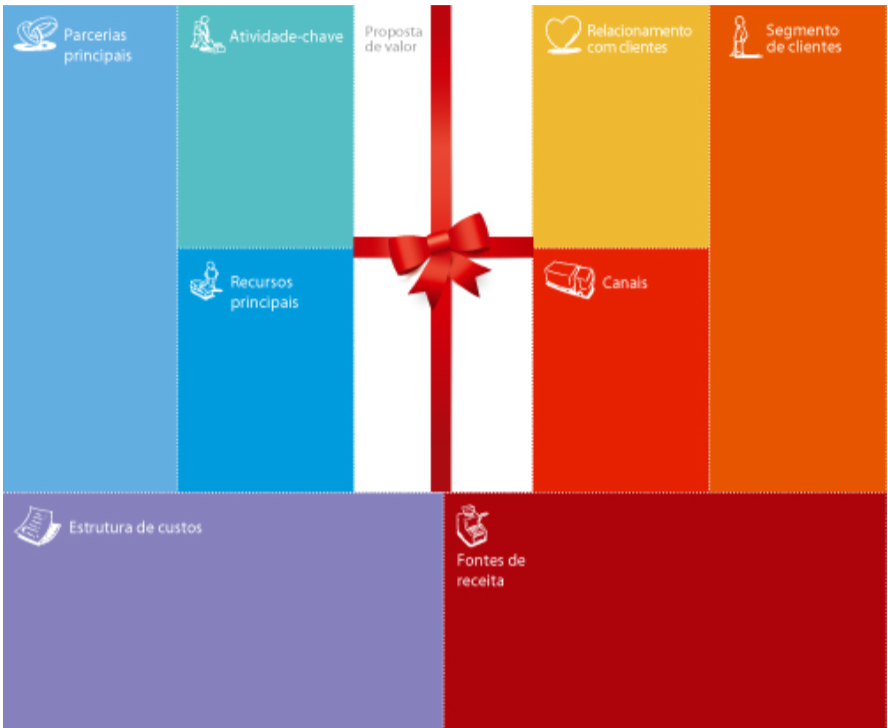 Parcerias
principais
Atividade-chave
Proposta
de valor
Relacionamento
com clientes
Segmento
de clientes
Recursos
principais
Canais
Estrutura de custos
Fontes de
receita